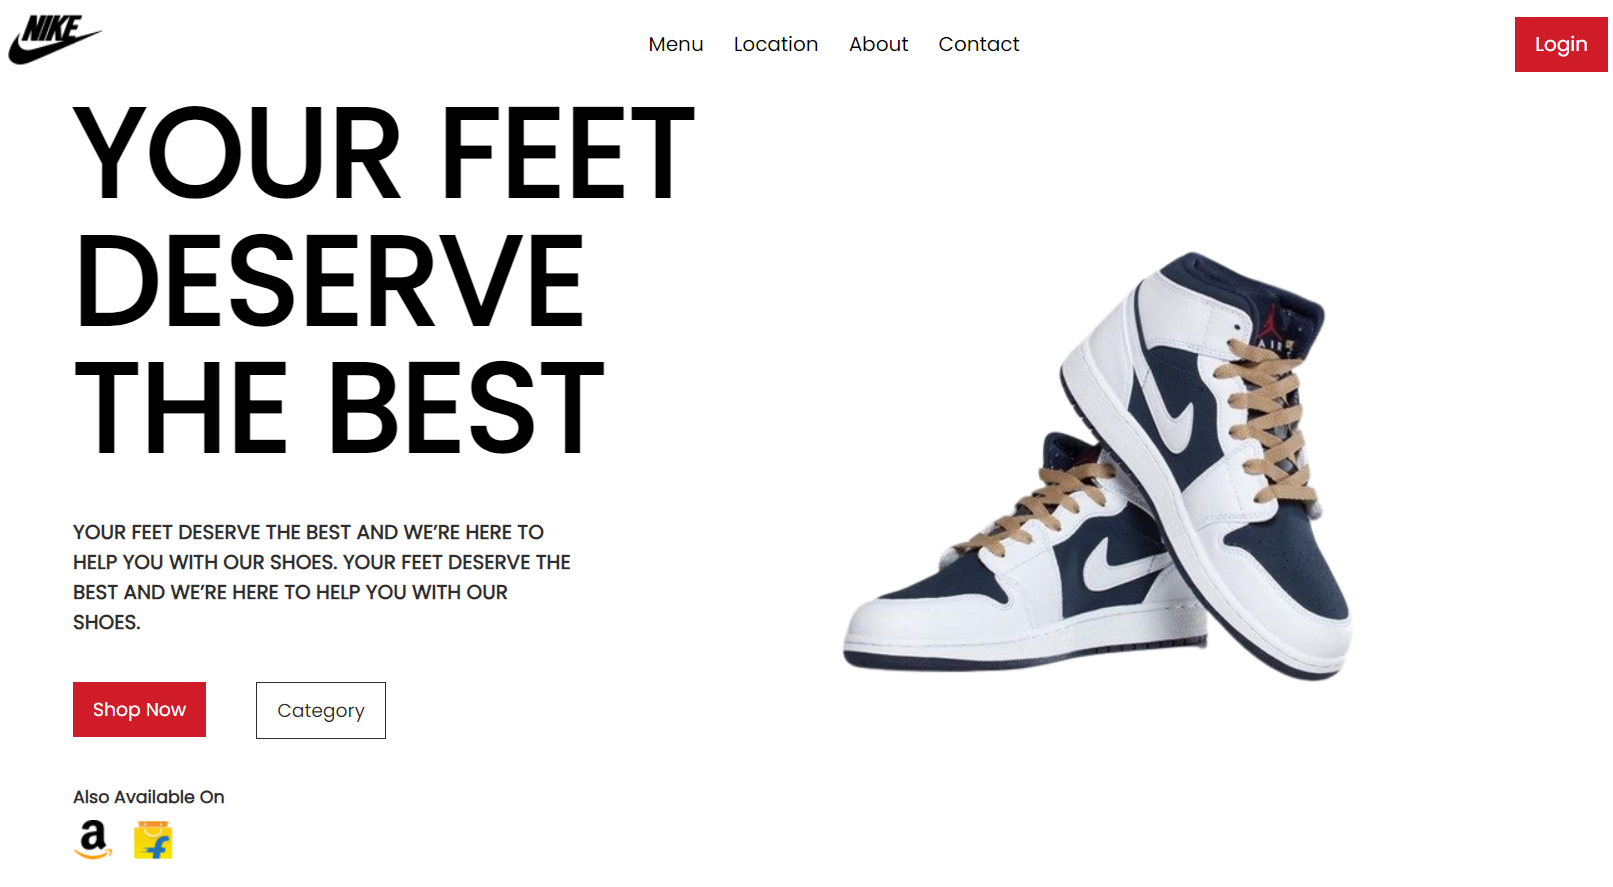 NIKE
Menu Location About Contact
Login
YOUR FEET
DESERVE
THE BEST
YOUR FEET DESERVE THE BEST AND WE’RE HERE TO
HELP YOU WITH OUR SHOES. YOUR FEET DESERVE THE
BEST AND WE’RE HERE TO HELP YOU WITH OUR
SHOES.
Shop Now
Category
Also Available On
a
f
AIR